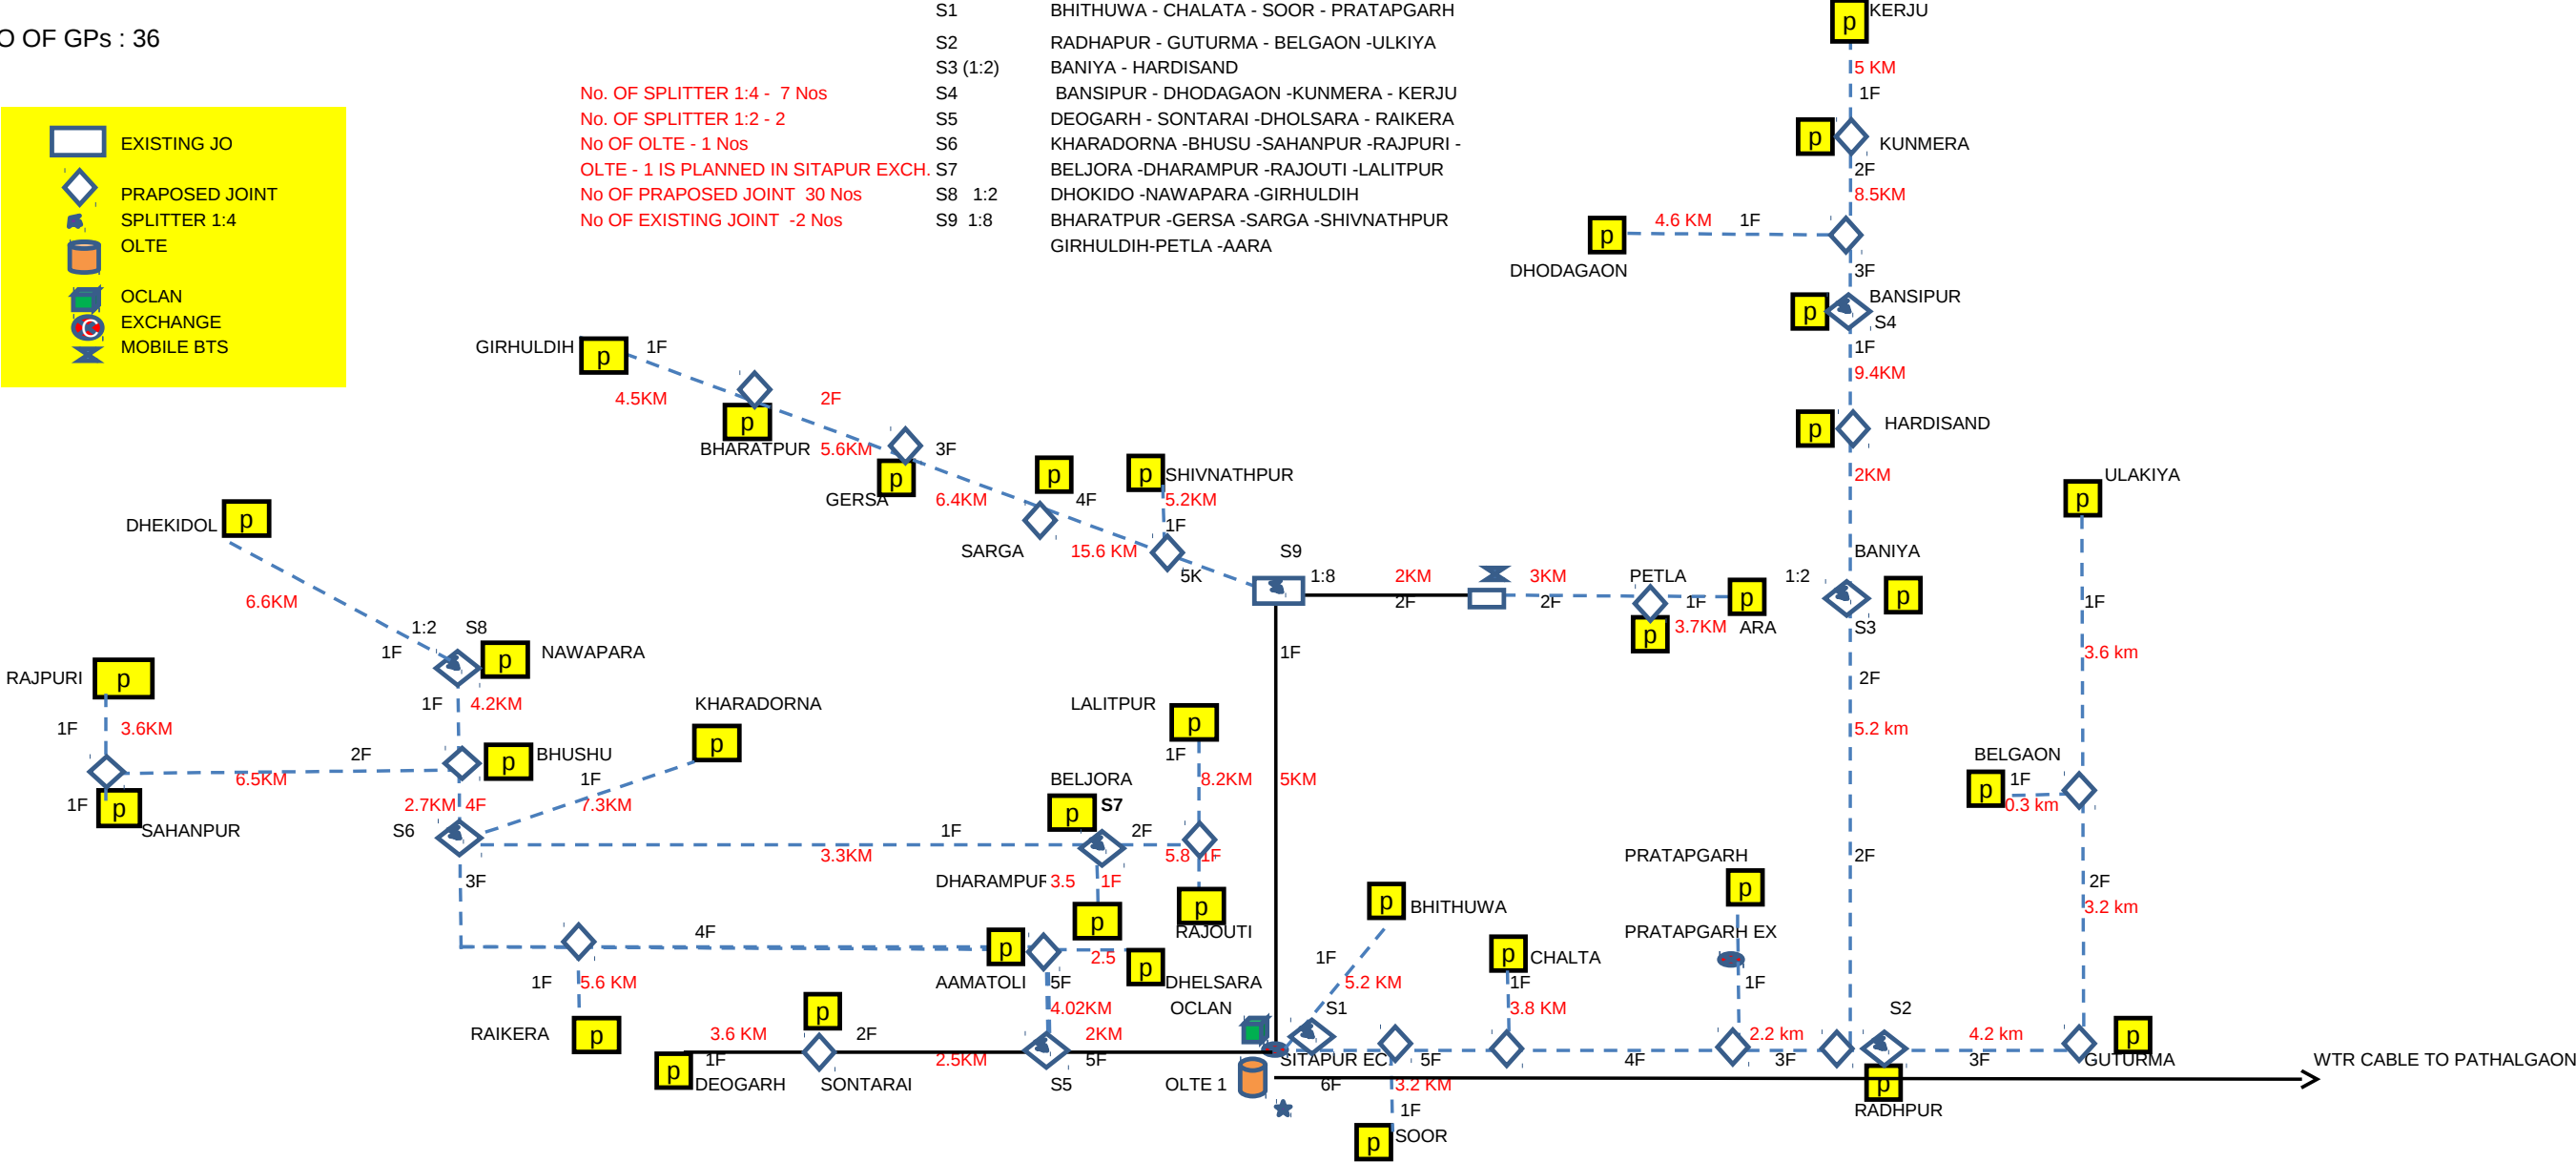 S1 BHITHUWA - CHALATA - SOOR - PRATAPGARH
KERJU
p
O OF GPs : 36
S2 RADHAPUR - GUTURMA - BELGAON -ULKIYA
S3 (1:2) BANIYA - HARDISAND
5 KM
No. OF SPLITTER 1:4 - 7 Nos
S4 BANSIPUR - DHODAGAON -KUNMERA - KERJU
1F
No. OF SPLITTER 1:2 - 2
S5 DEOGARH - SONTARAI -DHOLSARA - RAIKERA
No OF OLTE - 1 Nos
S6 KHARADORNA -BHUSU -SAHANPUR -RAJPURI -
OLTE - 1 IS PLANNED IN SITAPUR EXCH.
S7 BELJORA -DHARAMPUR -RAJOUTI -LALITPUR
No OF PRAPOSED JOINT 30 Nos
S8 1:2 DHOKIDO -NAWAPARA -GIRHULDIH
No OF EXISTING JOINT -2 Nos
S9 1:8 BHARATPUR -GERSA -SARGA -SHIVNATHPUR
GIRHULDIH-PETLA -AARA
EXISTING JO
PRAPOSED JOINT
SPLITTER 1:4
OLTE
OCLAN
C
EXCHANGE
MOBILE BTS
p
KUNMERA
2F
8.5KM
4.6 KM 1F
p
DHODAGAON
3F
BANSIPUR
p
S4
1F
9.4KM
p
HARDISAND
2KM
GIRHULDIH
p
1F
4.5KM
2F
p
BHARATPUR
5.6KM
3F
p
GERSA
6.4KM
p
4F
SARGA
15.6 KM
p
SHIVNATHPUR
5.2KM
1F
5K
ULAKIYA
p
DHEKIDOL
p
6.6KM
S9
1:8
2KM
2F
3KM
2F
PETLA
p
1F
3.7KM
p
ARA
BANIYA
1:2
p
S3
1F
3.6 km
2F
5.2 km
1:2 S8
1F
p
NAWAPARA
1F
4.2KM
RAJPURI
p
1F
3.6KM
2F
6.5KM
p
BHUSHU
1F
p
SAHANPUR
2.7KM 4F
S6
KHARADORNA
p
1F
7.3KM
LALITPUR
p
1F
8.2KM
1F
5KM
BELJORA
p
S7
1F
3.3KM
2F
5.8 1F
BELGAON
p
1F
0.3 km
3F
DHARAMPUR 3.5 1F
p
p
RAJOUTI
2F
2F
3.2 km
PRATAPGARH
p
PRATAPGARH EX
1F
p
BHITHUWA
1F
5.2 KM
p
CHALTA
1F
3.8 KM
4F
p
AAMATOLI
2.5
p
DHELSARA
5F
4.02KM
1F
5.6 KM
RAIKERA
p
OCLAN
S1
S2
p
3.6 KM
2F
2KM
2.2 km
4.2 km
p
p
1F
DEOGARH
SONTARAI
2.5KM
5F
S5
SITAPUR EC
5F
4F
3F
3F
GUTURMA
WTR CABLE TO PATHALGAON
OLTE 1
6F
3.2 KM
p
1F
RADHPUR
p
SOOR